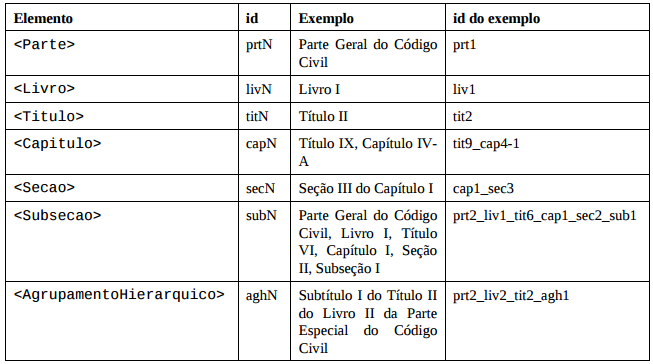 Elemento id Exemplo id do exemplo
<Parte> prtN Parte Geral do Código prt1
Civil
<Livro> livN Livro I liv1
<Titulo> titN Título II tit2
<Capítulo> capN Título IX, Capítulo IV- tit9_cap4-1
A
<Secao> secN Seção III do Capítulo I cap1_sec3
<Subsecao> subN Parte Geral do Código prt2_liv1_tit6_cap1_sec2_sub1
Civil, Livro I, Título
VI, Capítulo I, Seção
II, Subseção I
<AgrupamentoHierarquico> aghN Subtítulo I do Título II prt2_liv2_tit2_agh1
do Livro II da Parte
Especial do Código
Civil